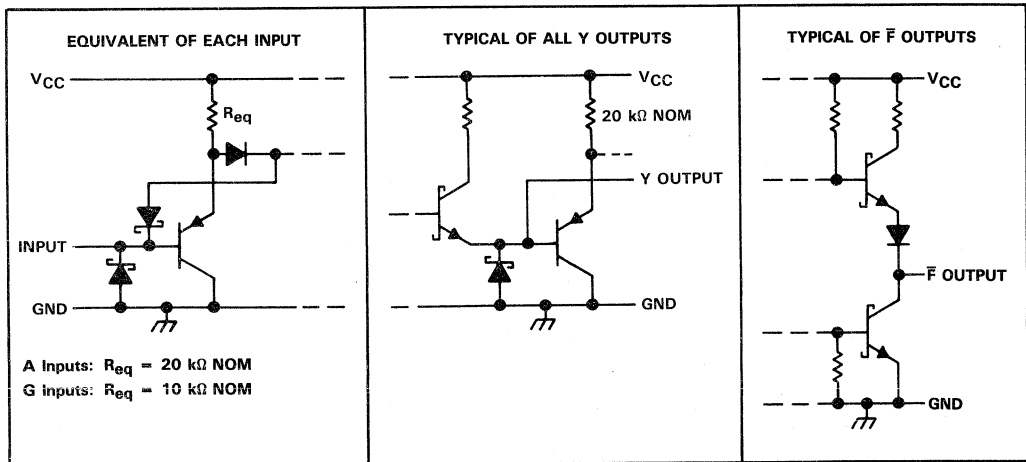 EQUIVALENT OF EACH INPUT
VCC
Req
INPUT
GND
A Inputs: Req = 20 kΩ NOM
G Inputs: Req = 10 kΩ NOM
TYPICAL OF ALL Y OUTPUTS
VCC
20 kΩ NOM
Y OUTPUT
GND
TYPICAL OF F̅ OUTPUTS
VCC
F̅ OUTPUT
GND